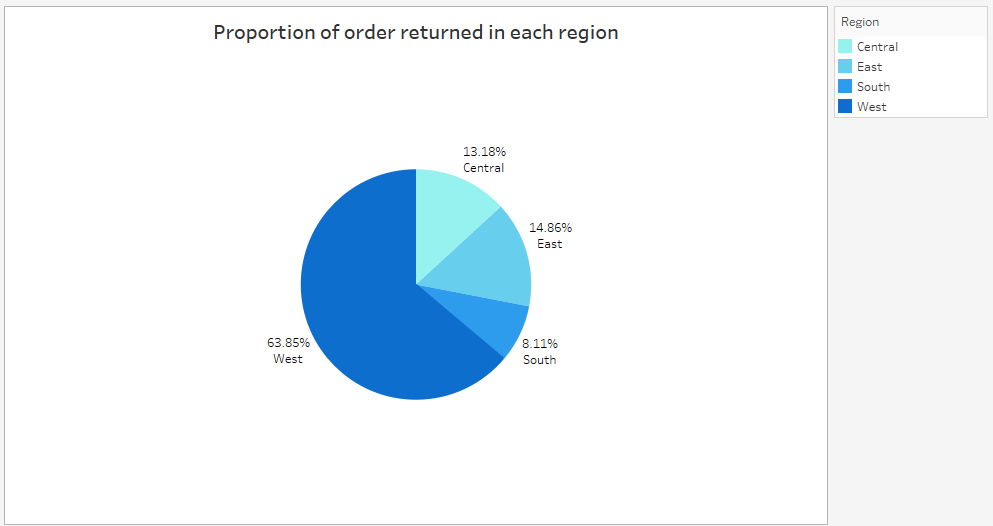 Proportion of order returned in each region
13.18%
Central
14.86%
East
8.11%
South
63.85%
West
Region
Central
East
South
West